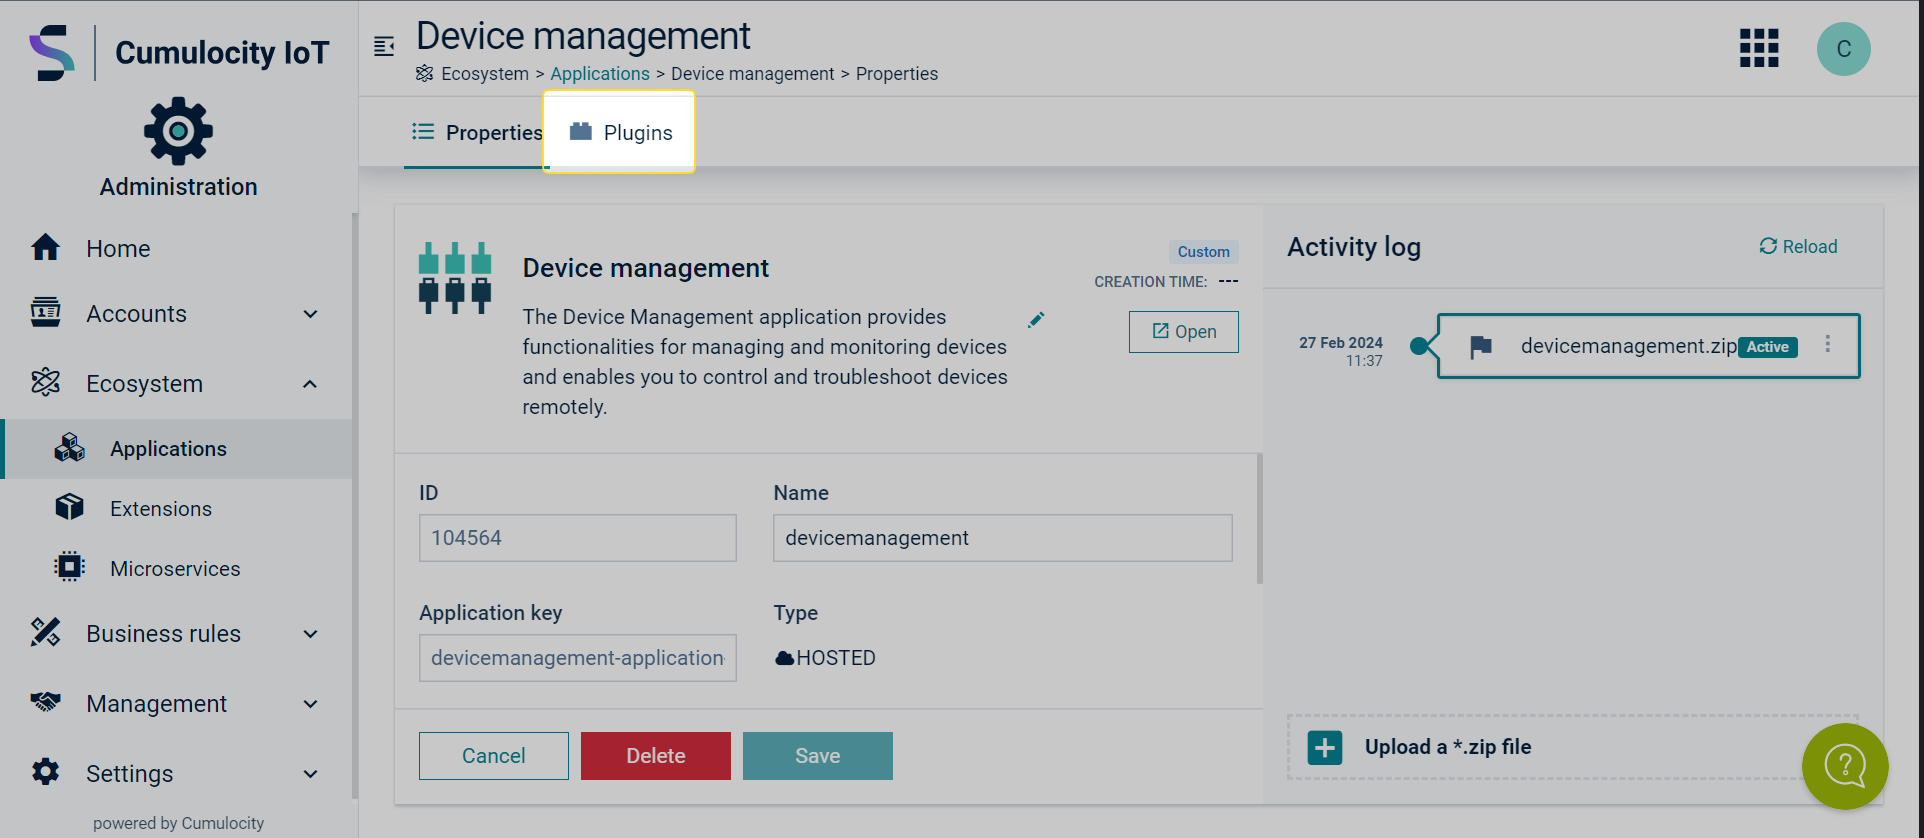 Cumulocity IoT
Administration
Home
Accounts
Ecosystem
Applications
Extensions
Microservices
Business rules
Management
Settings
powered by Cumulocity
Device management
Ecosystem > Applications > Device management > Properties
C
Properties
Plugins
Device management
The Device Management application provides
functionalities for managing and monitoring devices
and enables you to control and troubleshoot devices
remotely.
Custom
CREATION TIME: ---
Open
ID
104564
Name
devicemanagement
Application key
devicemanagement-application-
Type
HOSTED
Cancel
Delete
Save
Activity log
Reload
27 Feb 2024
11:37
devicemanagement.zip
Active
Upload a *.zip file
?